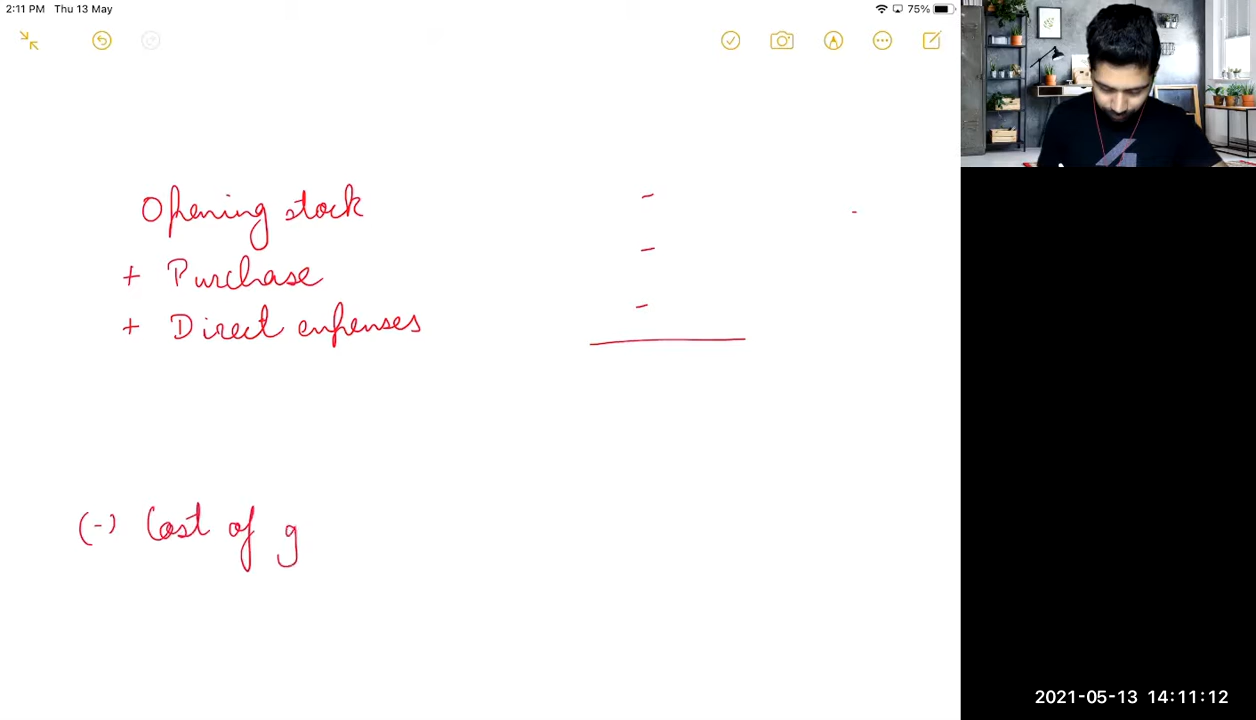 2:11 PM Thu 13 May
75%
Opening stock -
+ Purchase -
+ Direct expenses -
(-) Cost of g
2021-05-13 14:11:12